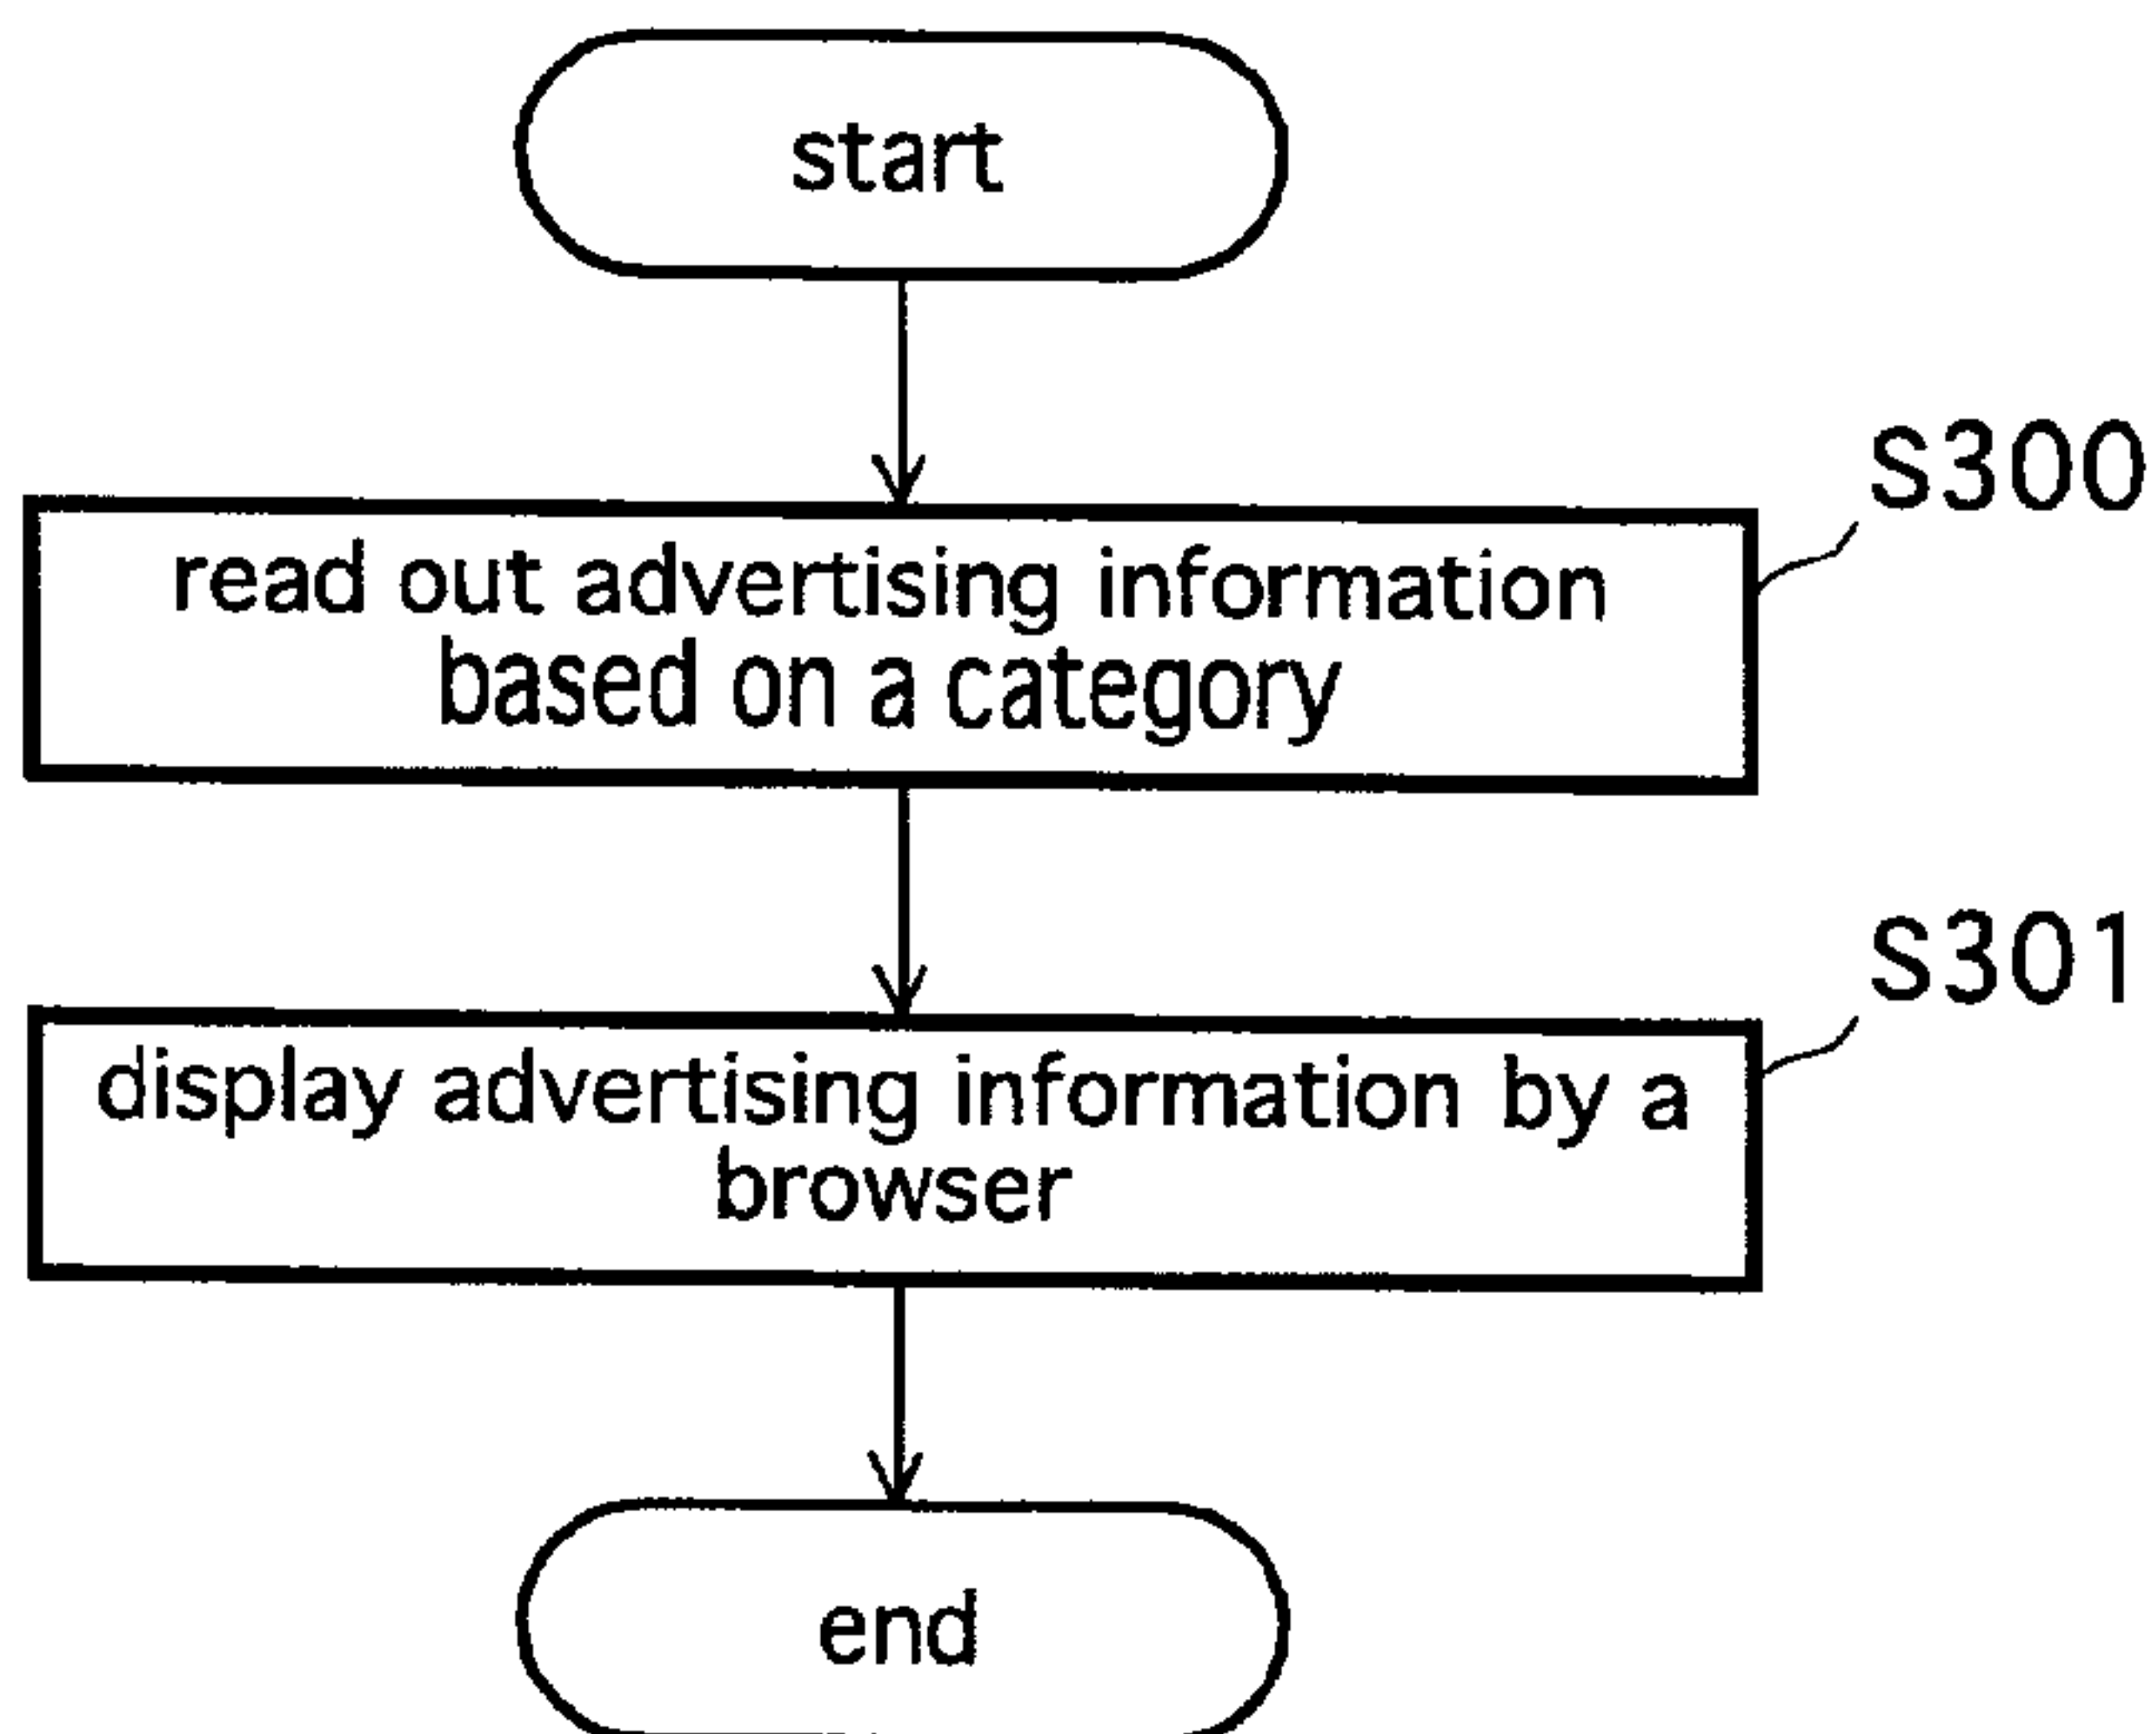 start
S300
read out advertising information
based on a category
S301
display advertising information by a
browser
end